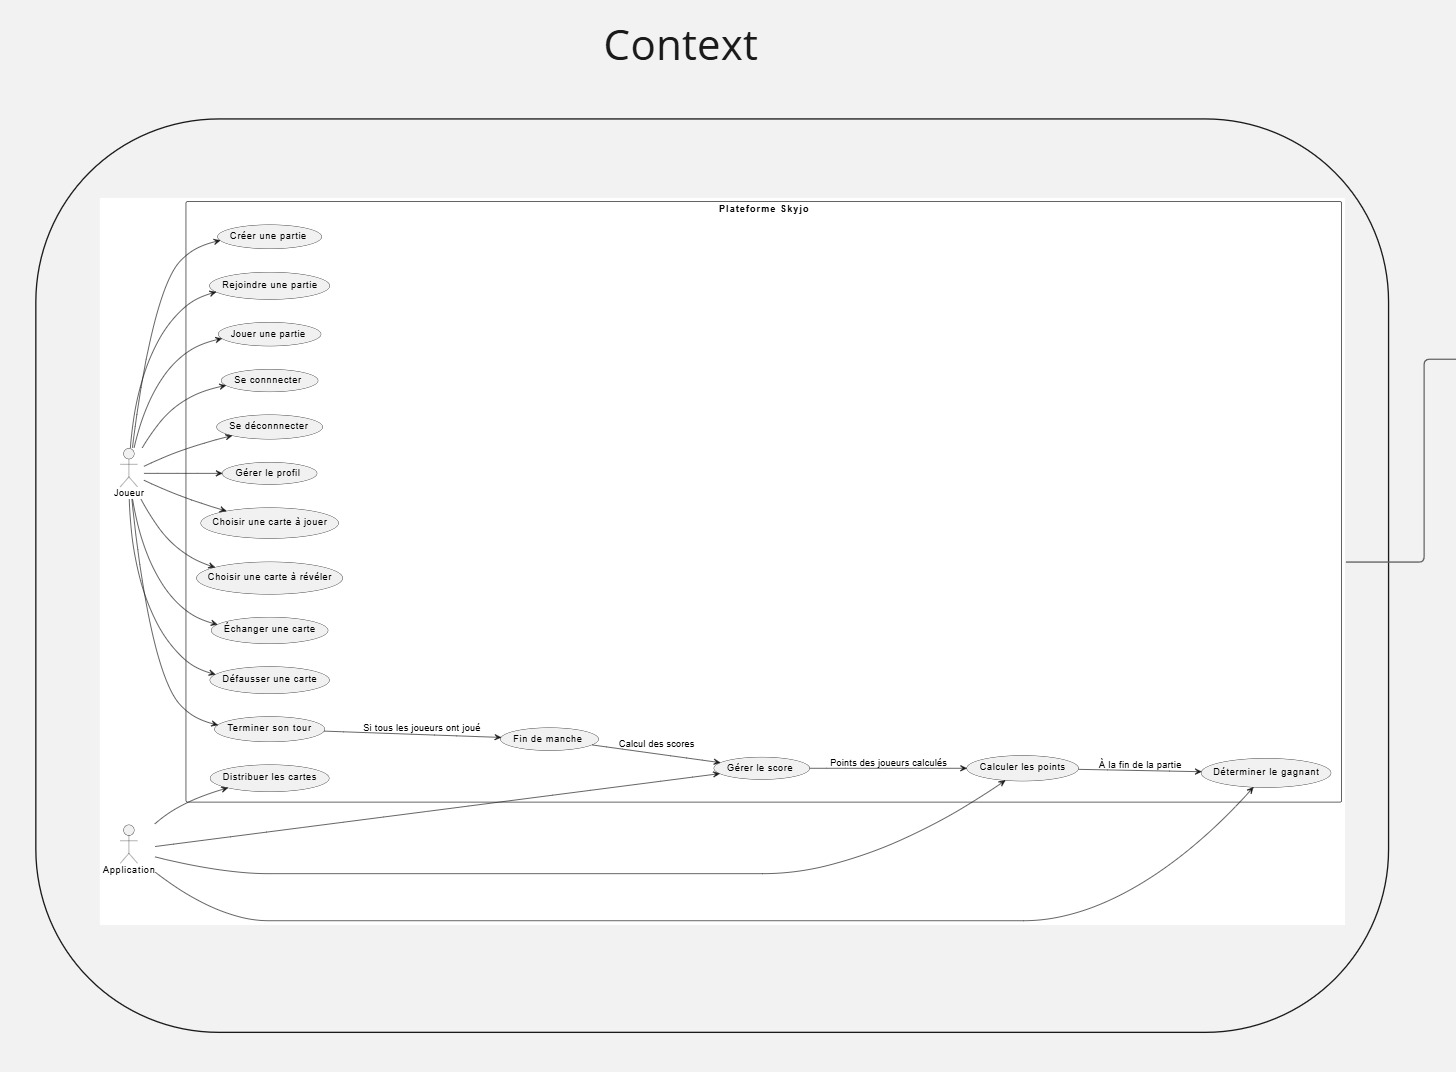 Context
Plateforme Skyjo
Créer une partie
Rejoindre une partie
Jouer une partie
Se connnecter
Se déconnnecter
Gérer le profil
Joueur
Choisir une carte à jouer
Choisir une carte à révéler
Échanger une carte
Défausser une carte
Terminer son tour
Si tous les joueurs ont joué
Fin de manche
Calcul des scores
Gérer le score
Points des joueurs calculés
Calculer les points
À la fin de la partie
Déterminer le gagnant
Distribuer les cartes
Application